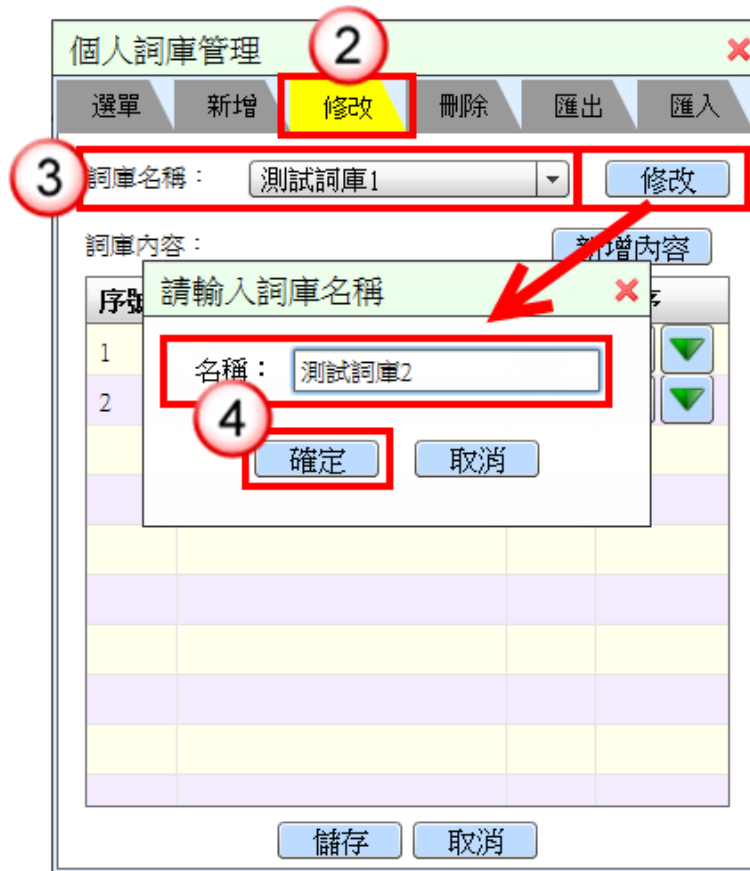 個人詞庫管理
2
選單 新增 修改 刪除 匯出 匯入
3
詞庫名稱： 測試詞庫1 修改
詞庫內容： 新增內容
序號
請輸入詞庫名稱
1
名稱： 測試詞庫2
2
4
確定 取消
儲存 取消